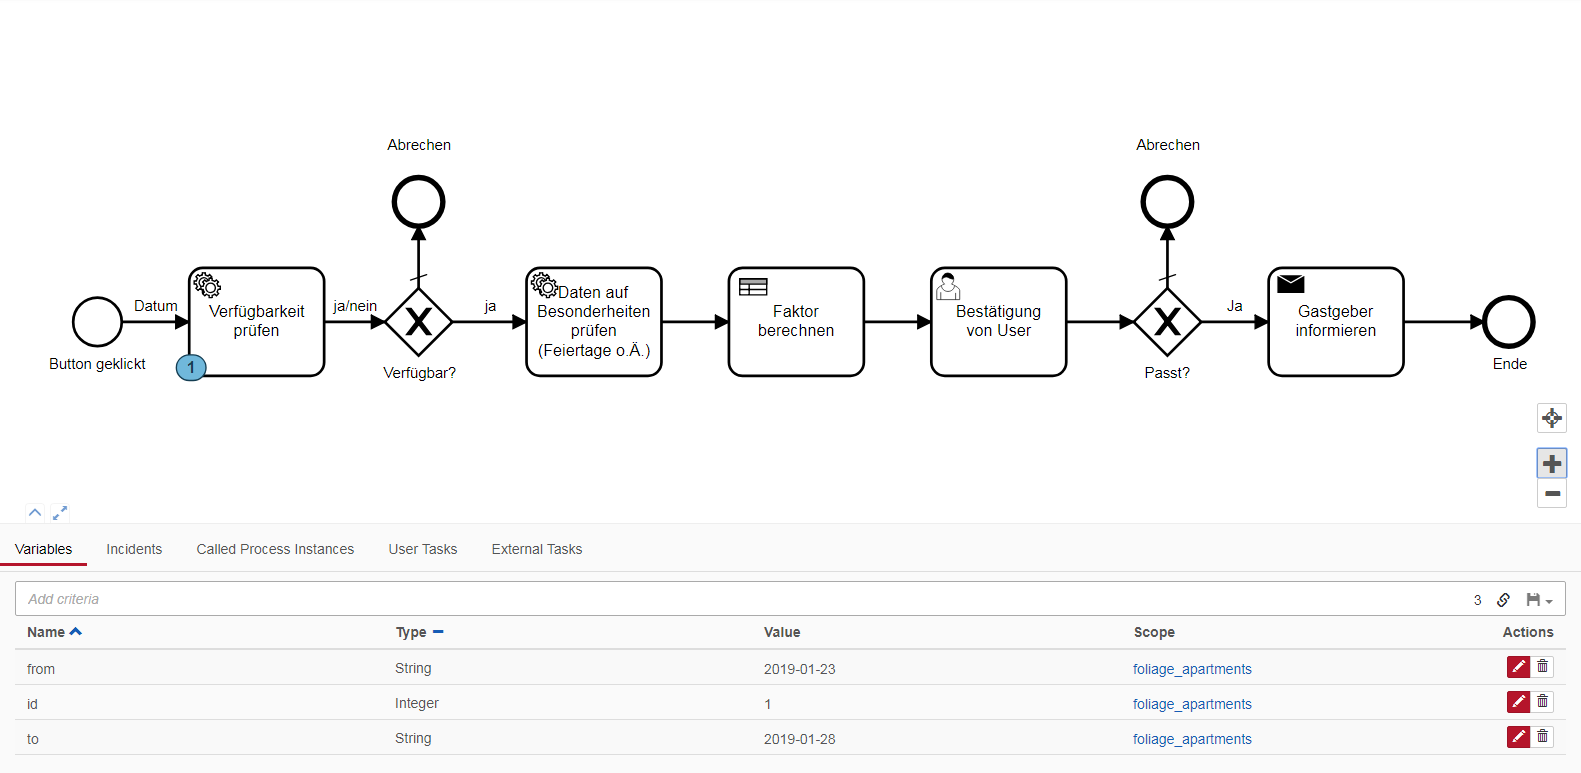 Abrechen
Abrechen
Datum
Verfügbarkeit
prüfen
ja/nein
ja
Daten auf
Besonderheiten
prüfen
(Feiertage o.Ä.)
Faktor
berechnen
Bestätigung
von User
Ja
Gastgeber
informieren
Button geklickt
1
Verfügbar?
Passt?
Ende
Variables Incidents Called Process Instances User Tasks External Tasks
Add criteria 3
Name Type Value Scope Actions
from String 2019-01-23 foliage_apartments
id Integer 1 foliage_apartments
to String 2019-01-28 foliage_apartments